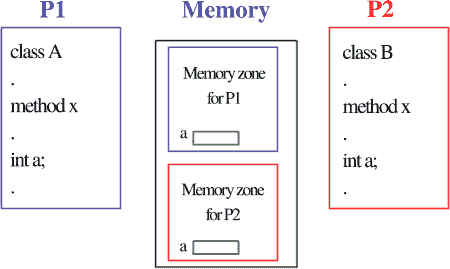 P1
Memory
P2
class A
.
method x
.
int a;
.
Memory zone
for P1
a
Memory zone
for P2
a
class B
.
method x
.
int a;
.